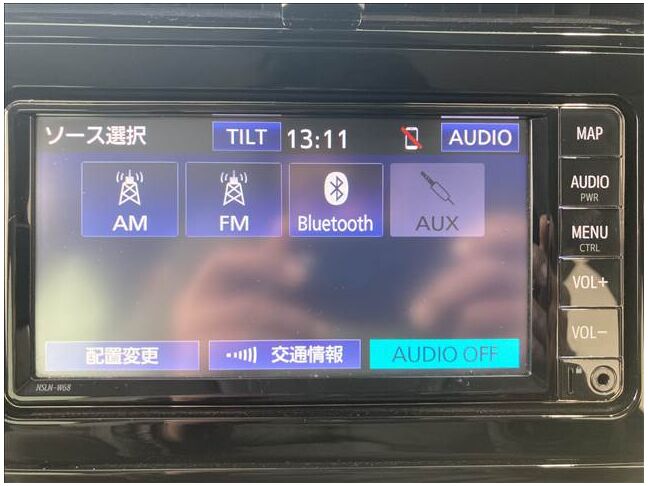 ソース選択 TILT 13:11 AUDIO
AM FM Bluetooth AUX
配置変更 交通情報 AUDIO OFF
NSLN-W68
MAP
AUDIO
PWR
MENU
CTRL
VOL+
VOL-